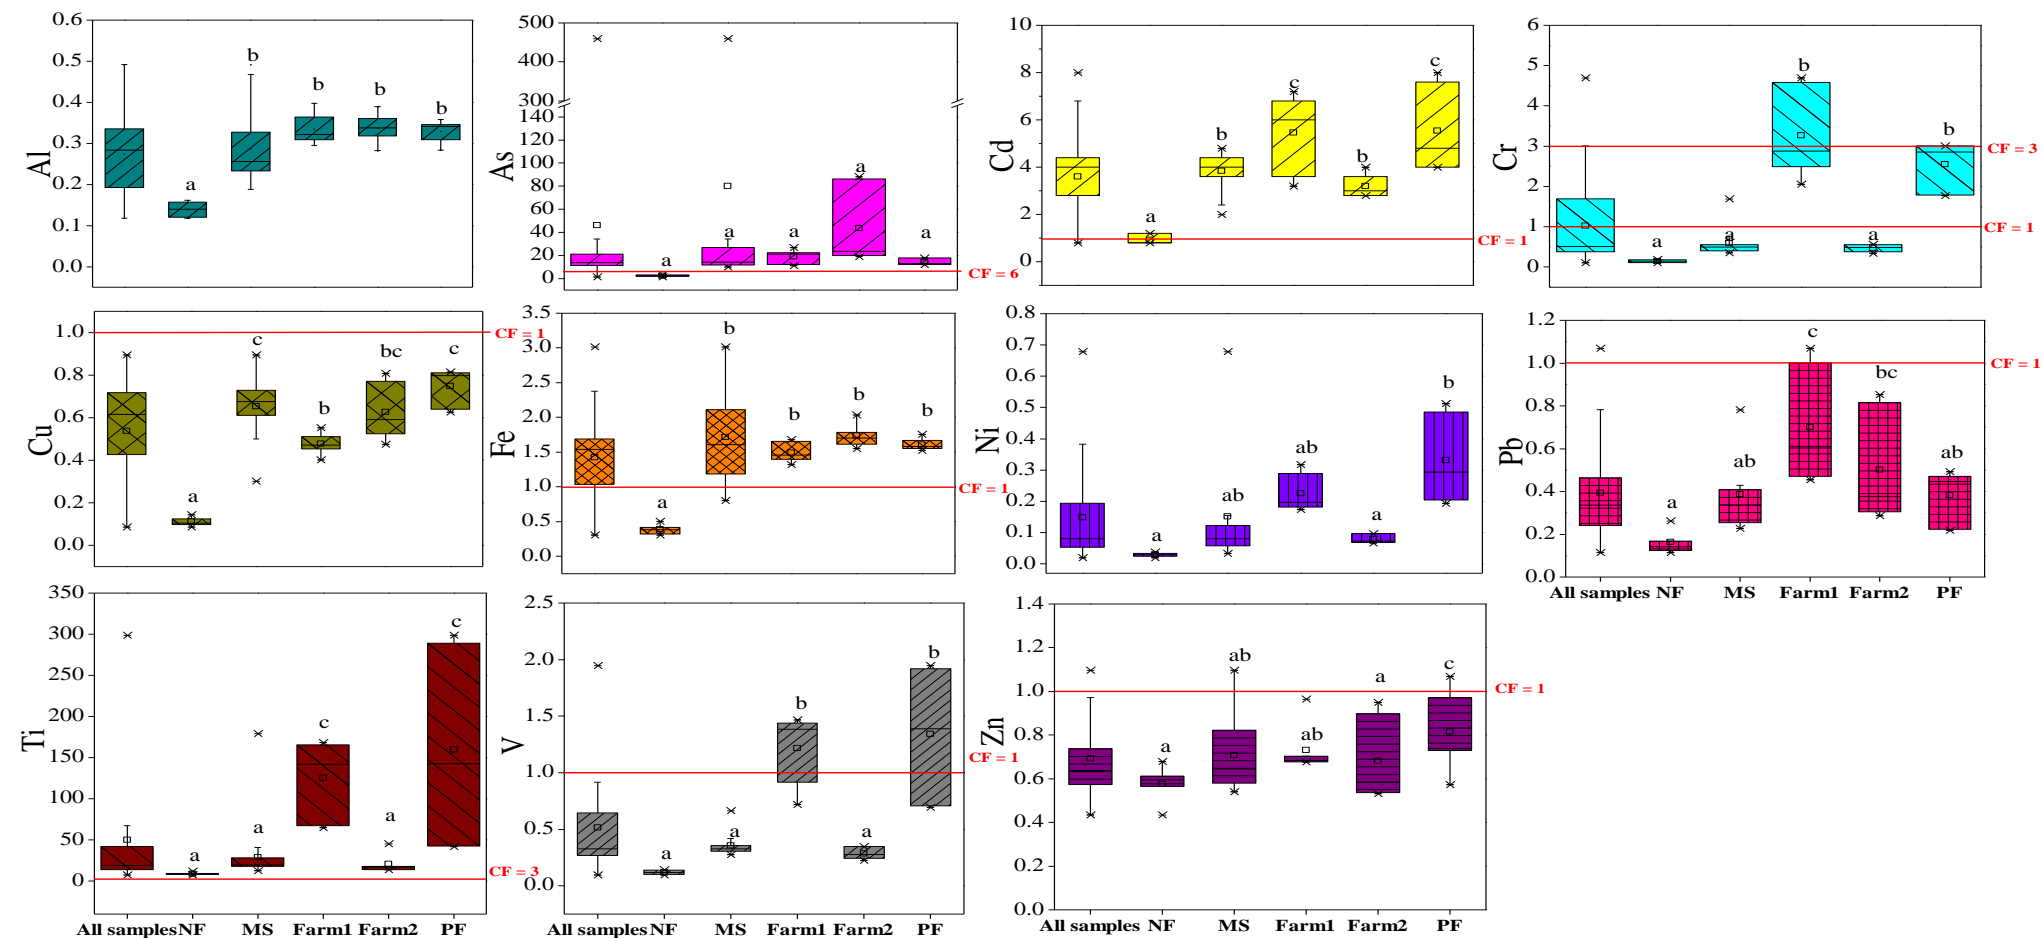 0.6
0.5
0.4
0.3
0.2
0.1
0.0
Al
b
a
b
b
b
500
400
300
140
120
100
80
60
40
20
0
As
a
a
a
a
a
CF = 6
10
8
6
4
2
0
Cd
a
b
c
b
c
CF = 1
6
5
4
3
2
1
0
Cr
a
a
b
a
b
CF = 3
CF = 1
1.0
0.8
0.6
0.4
0.2
0.0
Cu
a
c
b
bc
c
CF = 1
3.5
3.0
2.5
2.0
1.5
1.0
0.5
0.0
Fe
a
b
b
b
b
CF = 1
0.8
0.7
0.6
0.5
0.4
0.3
0.2
0.1
0.0
Ni
a
ab
ab
a
b
1.2
1.0
0.8
0.6
0.4
0.2
0.0
Pb
a
ab
c
bc
ab
CF = 1
All samples NF MS Farm1 Farm2 PF
350
300
250
200
150
100
50
0
Ti
a
a
c
a
c
CF = 3
All samples NF MS Farm1 Farm2 PF
2.5
2.0
1.5
1.0
0.5
0.0
V
a
a
b
a
b
CF = 1
All samples NF MS Farm1 Farm2 PF
1.4
1.2
1.0
0.8
0.6
0.4
0.2
0.0
Zn
a
ab
ab
a
c
CF = 1
All samples NF MS Farm1 Farm2 PF